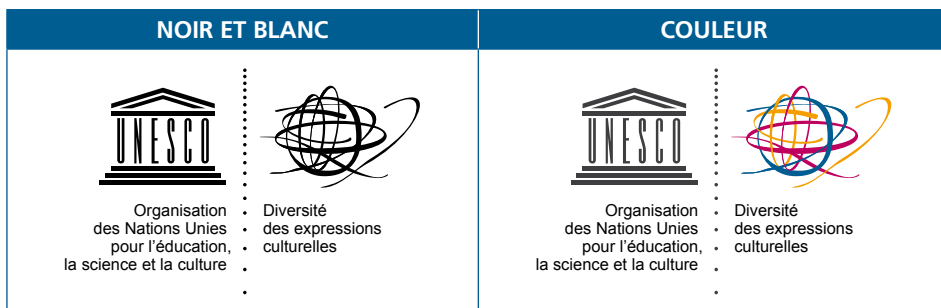 NOIR ET BLANC
UNESCO
Organisation
des Nations Unies
pour l’éducation,
la science et la culture
Diversité
des expressions
culturelles
COULEUR
UNESCO
Organisation
des Nations Unies
pour l’éducation,
la science et la culture
Diversité
des expressions
culturelles